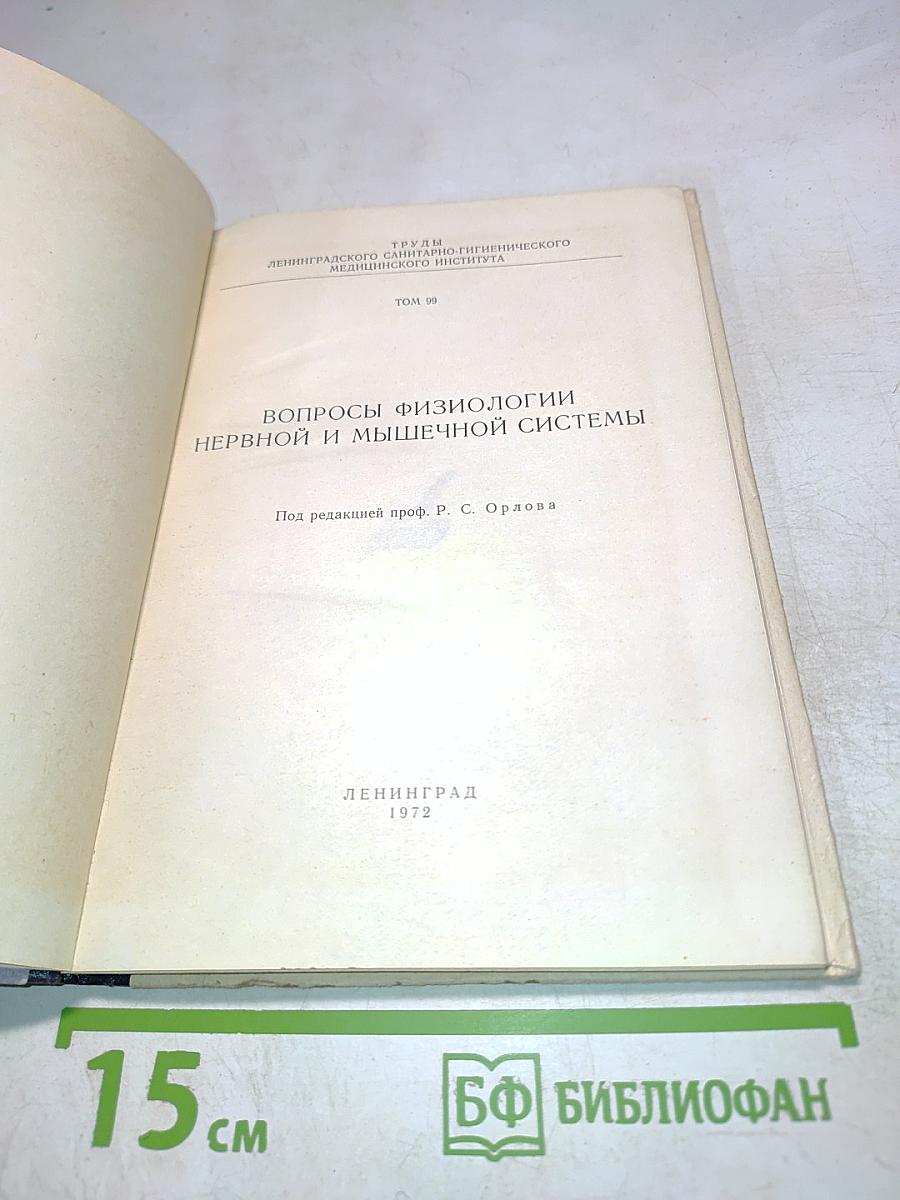 ТРУДЫ
ЛЕНИНГРАДСКОГО САНИТАРНО-ГИГИЕНИЧЕСКОГО
МЕДИЦИНСКОГО ИНСТИТУТА
ТОМ 99
ВОПРОСЫ ФИЗИОЛОГИИ
НЕРВНОЙ И МЫШЕЧНОЙ СИСТЕМЫ
Под редакцией проф. Р. С. Орлова
ЛЕНИНГРАД
1972
15 см
БФ БИБЛИОФАН